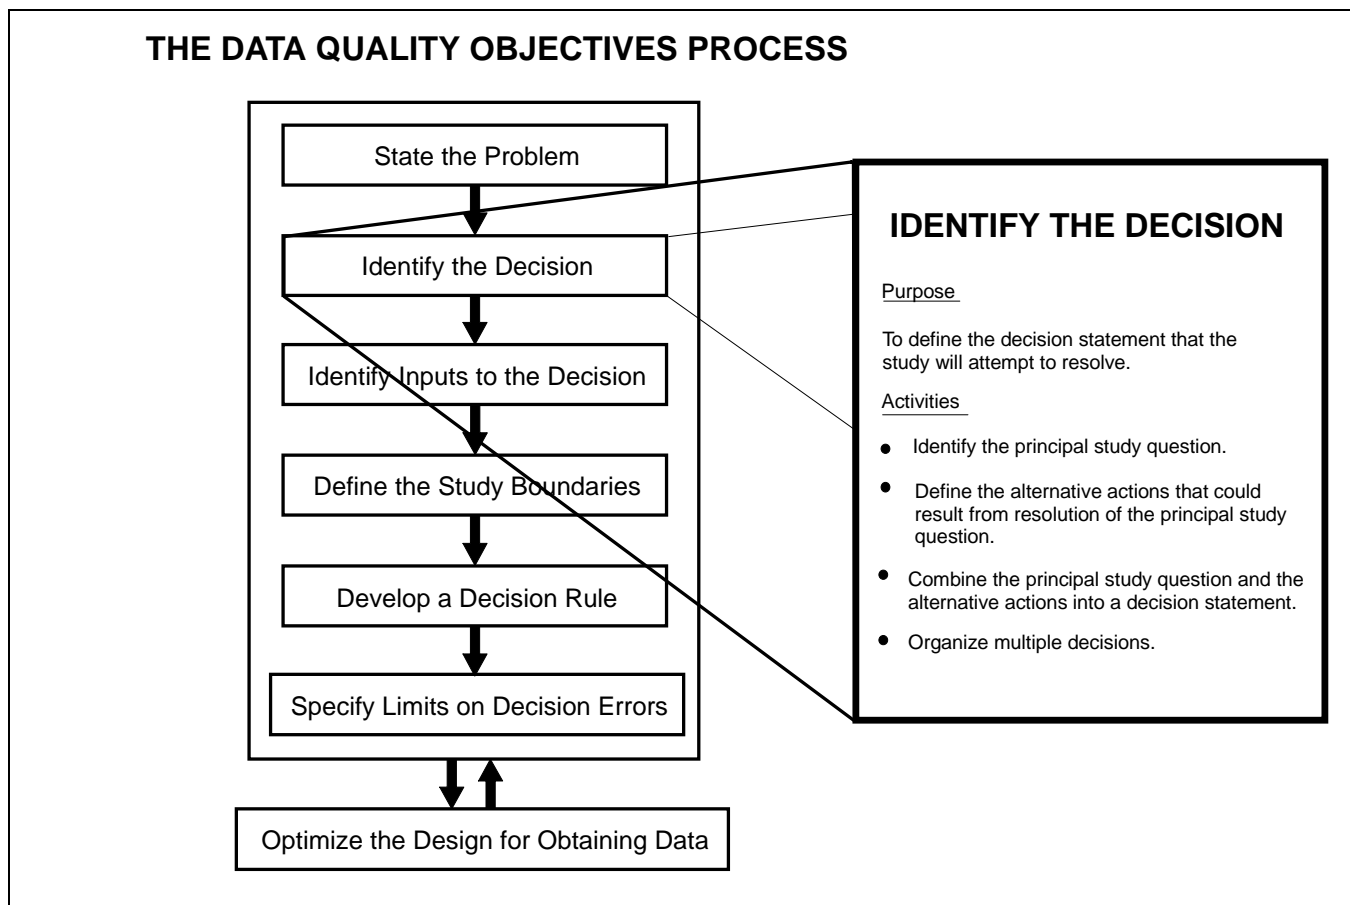 THE DATA QUALITY OBJECTIVES PROCESS
State the Problem
Identify the Decision
Identify Inputs to the Decision
Define the Study Boundaries
Develop a Decision Rule
Specify Limits on Decision Errors
Optimize the Design for Obtaining Data
IDENTIFY THE DECISION
Purpose
To define the decision statement that the
study will attempt to resolve.
Activities
● Identify the principal study question.
● Define the alternative actions that could
result from resolution of the principal study
question.
● Combine the principal study question and the
alternative actions into a decision statement.
● Organize multiple decisions.